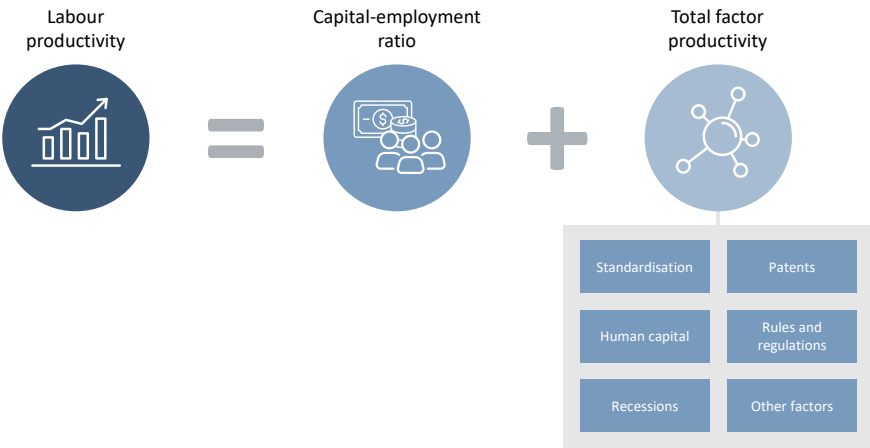 Labour
productivity
Capital-employment
ratio
Total factor
productivity
$
$
Standardisation
Patents
Human capital
Rules and
regulations
Recessions
Other factors